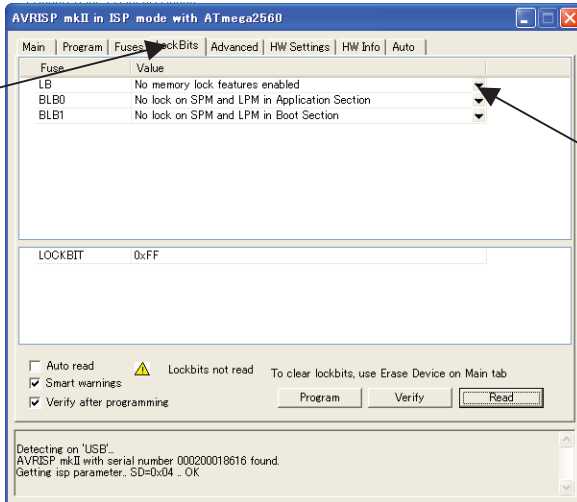 AVRISP mkII in ISP mode with ATmega2560
Main Program Fuses LockBits Advanced HW Settings HW Info Auto
Fuse Value
LB No memory lock features enabled
BLB0 No lock on SPM and LPM in Application Section
BLB1 No lock on SPM and LPM in Boot Section
LOCKBIT 0xFF
Auto read
Smart warnings
Verify after programming
Lockbits not read
To clear lockbits, use Erase Device on Main tab
Program Verify Read
Detecting on 'USB'..
AVRISP mkII with serial number 000200018616 found.
Getting isp parameter.. SD=0x04 .. OK